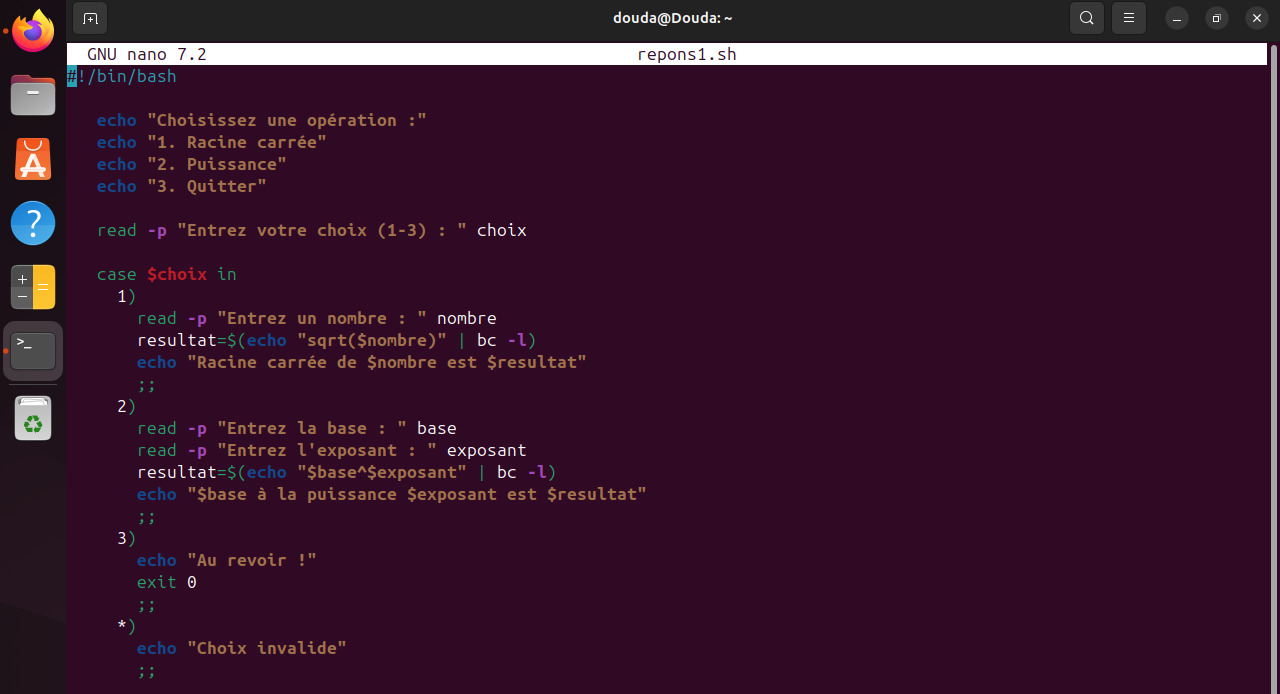 douda@Douda: ~
GNU nano 7.2 repons1.sh
#!/bin/bash
echo "Choisissez une opération :"
echo "1. Racine carrée"
echo "2. Puissance"
echo "3. Quitter"
read -p "Entrez votre choix (1-3) : " choix
case $choix in
1)
read -p "Entrez un nombre : " nombre
resultat=$(echo "sqrt($nombre)" | bc -l)
echo "Racine carrée de $nombre est $resultat"
;;
2)
read -p "Entrez la base : " base
read -p "Entrez l'exposant : " exposant
resultat=$(echo "$base^$exposant" | bc -l)
echo "$base à la puissance $exposant est $resultat"
;;
3)
echo "Au revoir !"
exit 0
;;
*)
echo "Choix invalide"
;;